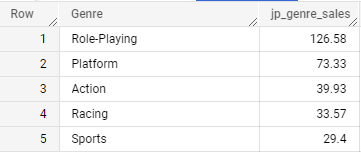 Row Genre jp_genre_sales
1 Role-Playing 126.58
2 Platform 73.33
3 Action 39.93
4 Racing 33.57
5 Sports 29.4